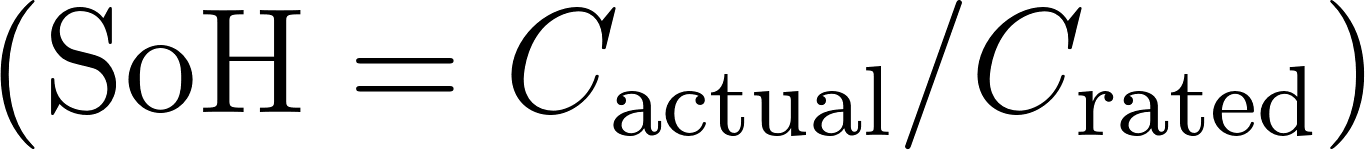 (SoH = C_actual/C_rated)